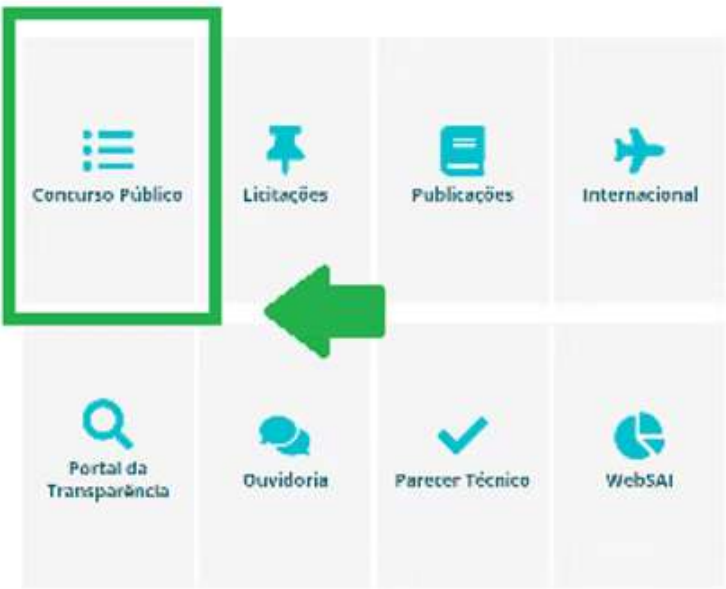 Concurso Público
Licitações
Publicações
Internacional
Portal da
Transparência
Ouvidoria
Parecer Técnico
WebSAI